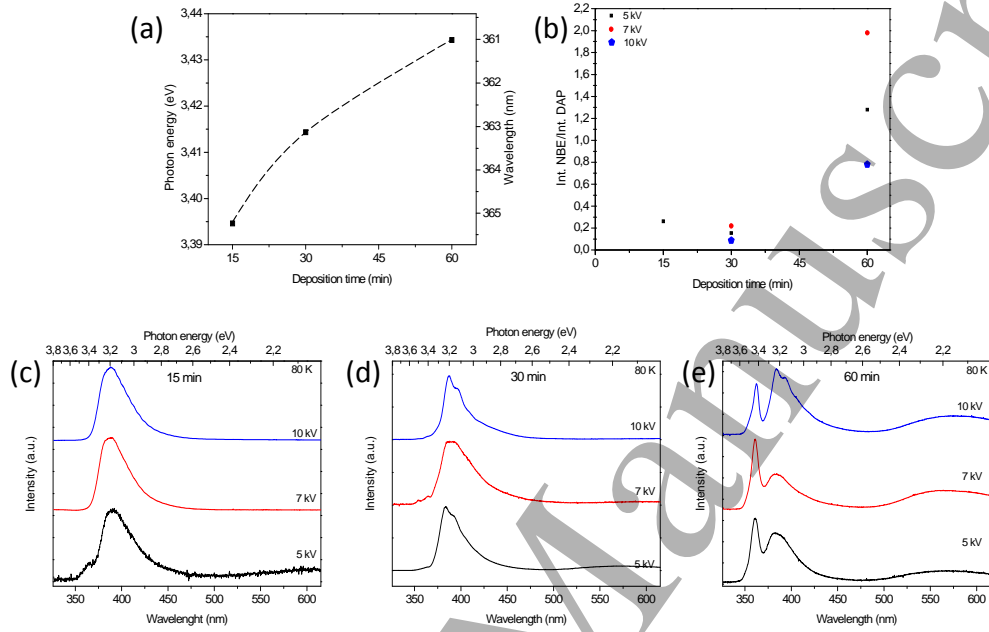 (a)
3,44
3,43
3,42
3,41
3,40
3,39
Photon energy (eV)
361
362
363
364
365
Wavelength (nm)
15 30 45 60
Deposition time (min)
(b)
5 kV
7 kV
10 kV
2,2
2,0
1,8
1,6
1,4
1,2
1,0
0,8
0,6
0,4
0,2
0,0
Int. NBE/Int. DAP
0 15 30 45 60
Deposition time (min)
(c)
Photon energy (eV)
3,8 3,6 3,4 3,2 3 2,8 2,6 2,4 2,2
15 min
80 K
10 kV
7 kV
5 kV
Intensity (a.u.)
350 400 450 500 550 600
Wavelenght (nm)
(d)
Photon energy (eV)
3,8 3,6 3,4 3,2 3 2,8 2,6 2,4 2,2
30 min
80 K
10 kV
7 kV
5 kV
Intensity (a.u.)
350 400 450 500 550 600
Wavelength (nm)
(e)
Photon energy (eV)
3,8 3,6 3,4 3,2 3 2,8 2,6 2,4 2,2
60 min
80 K
10 kV
7 kV
5 kV
Intensity (a.u.)
350 400 450 500 550 600
Wavelength (nm)
Manuscr